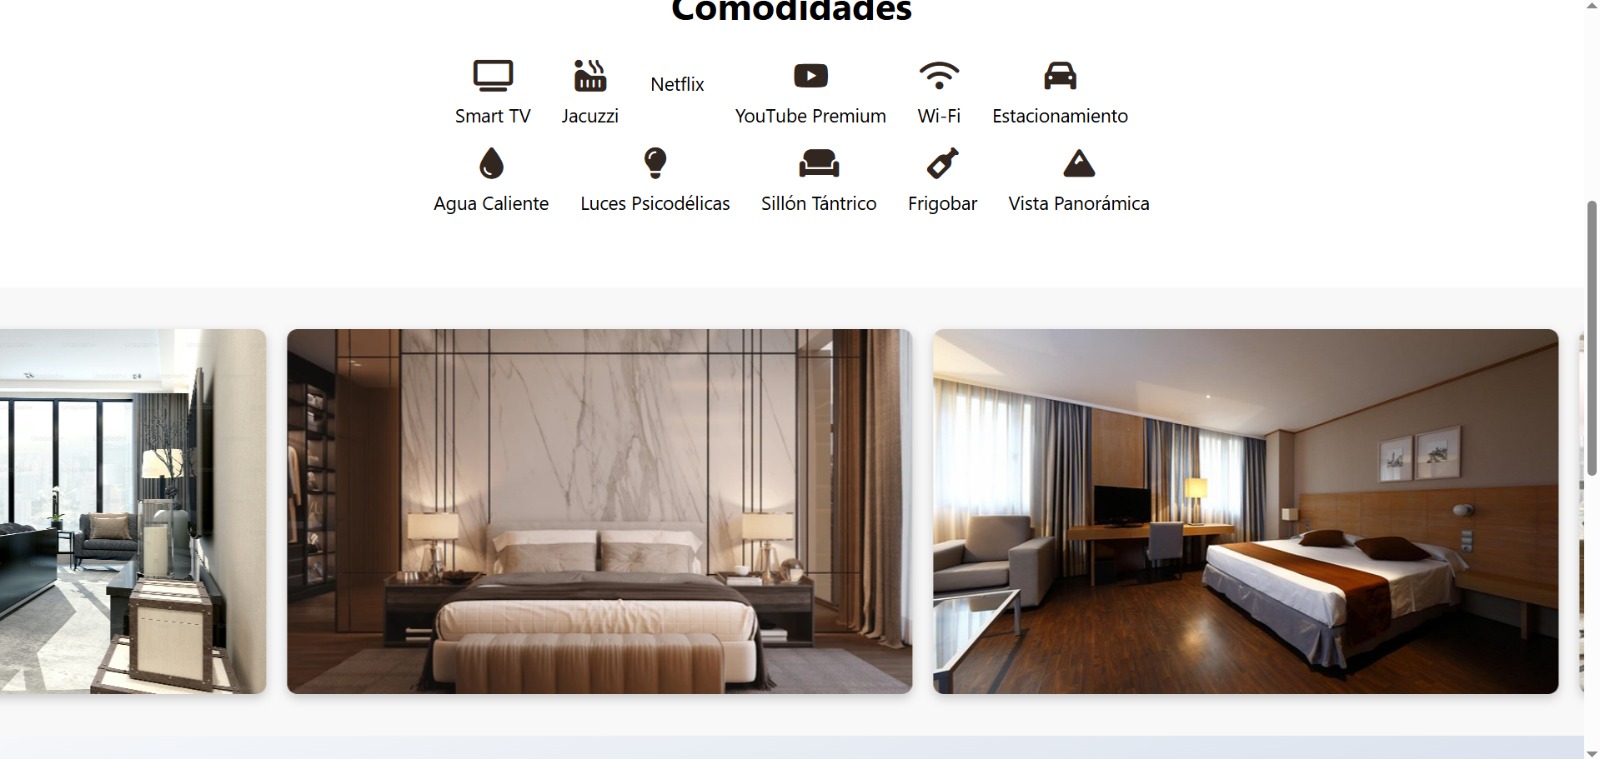 Comodidades
Netflix
Smart TV Jacuzzi YouTube Premium Wi-Fi Estacionamiento
Agua Caliente Luces Psicodélicas Sillón Tántrico Frigobar Vista Panorámica